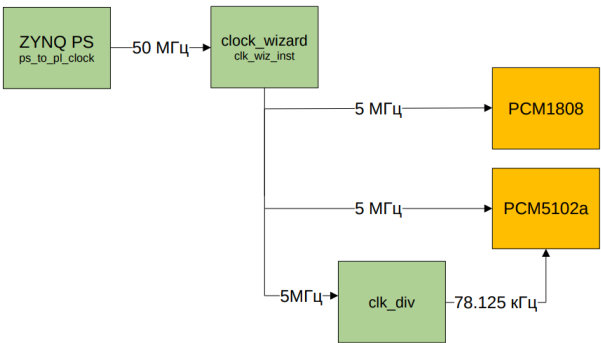 ZYNQ PS
ps_to_pl_clock
50 МГц
clock_wizard
clk_wiz_inst
5 МГц
PCM1808
5 МГц
PCM5102a
5МГц
clk_div
78.125 кГц